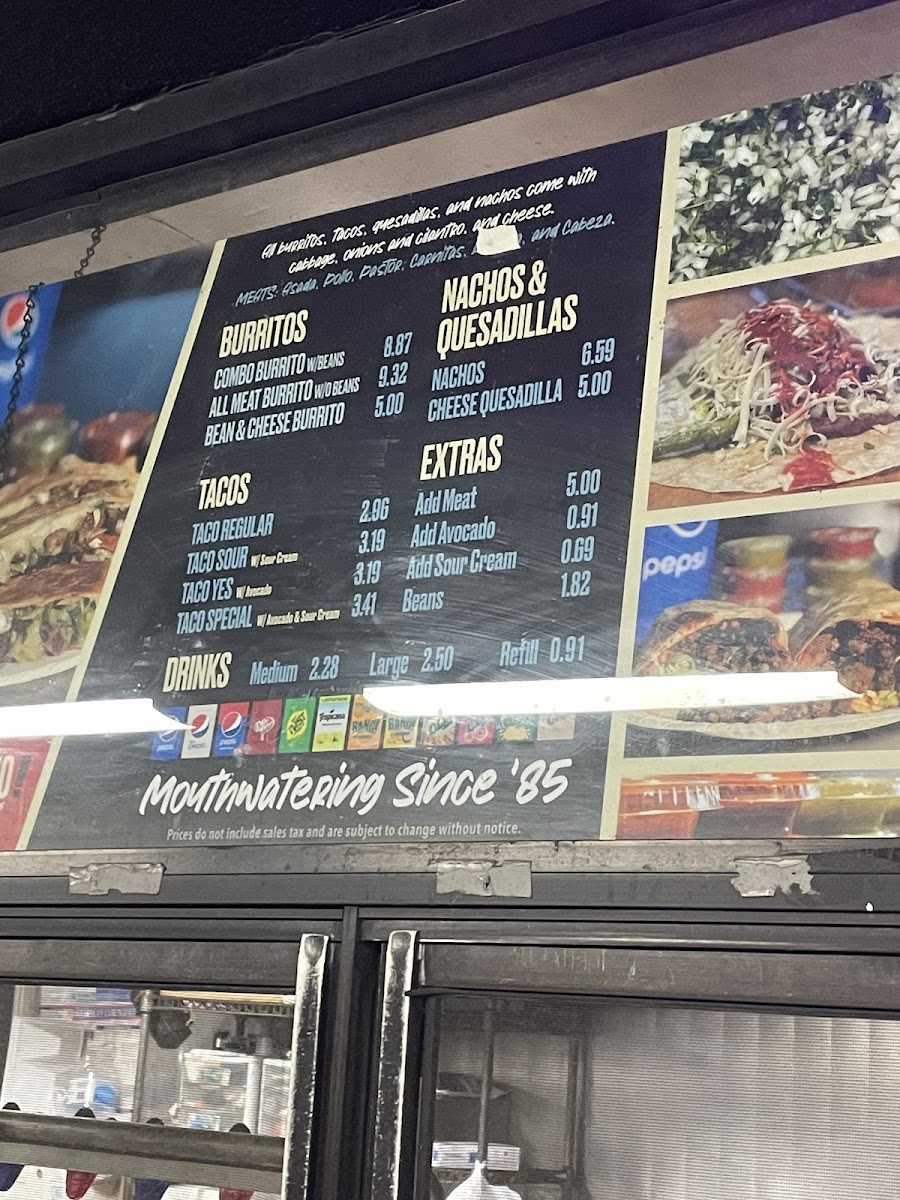 All burritos, tacos, quesadillas, and nachos come with
cabbage, onions and cilantro, and cheese.
MEATS: Asada, Pollo, Pastor, Carnitas, and Cabeza.
BURRITOS
COMBO BURRITO W/BEANS 8.87
ALL MEAT BURRITO W/O BEANS 9.32
BEAN & CHEESE BURRITO 5.00
TACOS
TACO REGULAR 2.96
TACO SOUR W/ Sour Cream 3.19
TACO YES W/ Avocado 3.19
TACO SPECIAL W/ Avocado & Sour Cream 3.41
NACHOS &
QUESADILLAS
NACHOS 6.59
CHEESE QUESADILLA 5.00
EXTRAS
Add Meat 5.00
Add Avocado 0.91
Add Sour Cream 0.69
Beans 1.82
DRINKS Medium 2.28 Large 2.50 Refill 0.91
pepsi
pepsi
pepsi
Tropicana
Mouthwatering Since '85
Prices do not include sales tax and are subject to change without notice.
pepsi